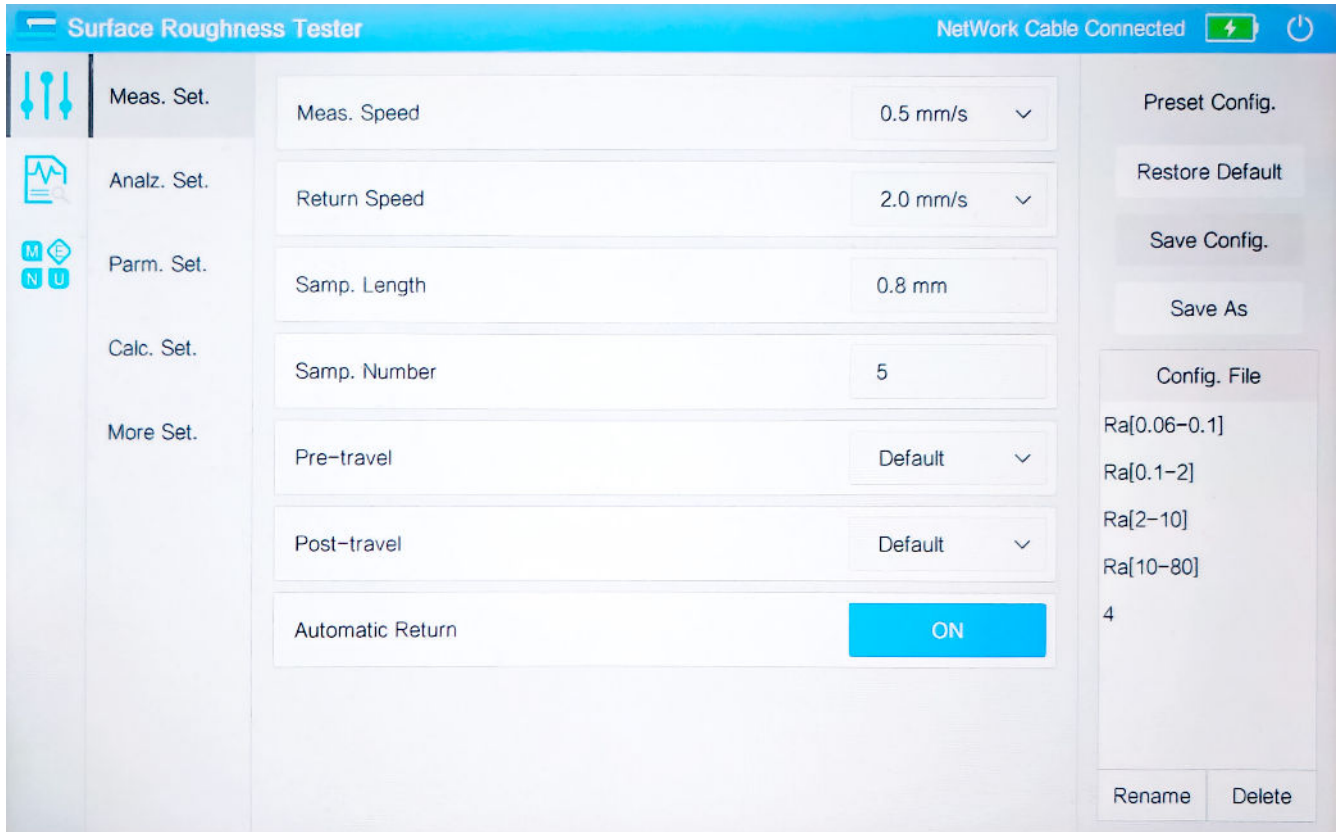 Surface Roughness Tester
NetWork Cable Connected
Meas. Set.
Analz. Set.
Parm. Set.
Calc. Set.
More Set.
M E
N U
Meas. Speed 0.5 mm/s
Return Speed 2.0 mm/s
Samp. Length 0.8 mm
Samp. Number 5
Pre-travel Default
Post-travel Default
Automatic Return ON
Preset Config.
Restore Default
Save Config.
Save As
Config. File
Ra[0.06-0.1]
Ra[0.1-2]
Ra[2-10]
Ra[10-80]
4
Rename Delete